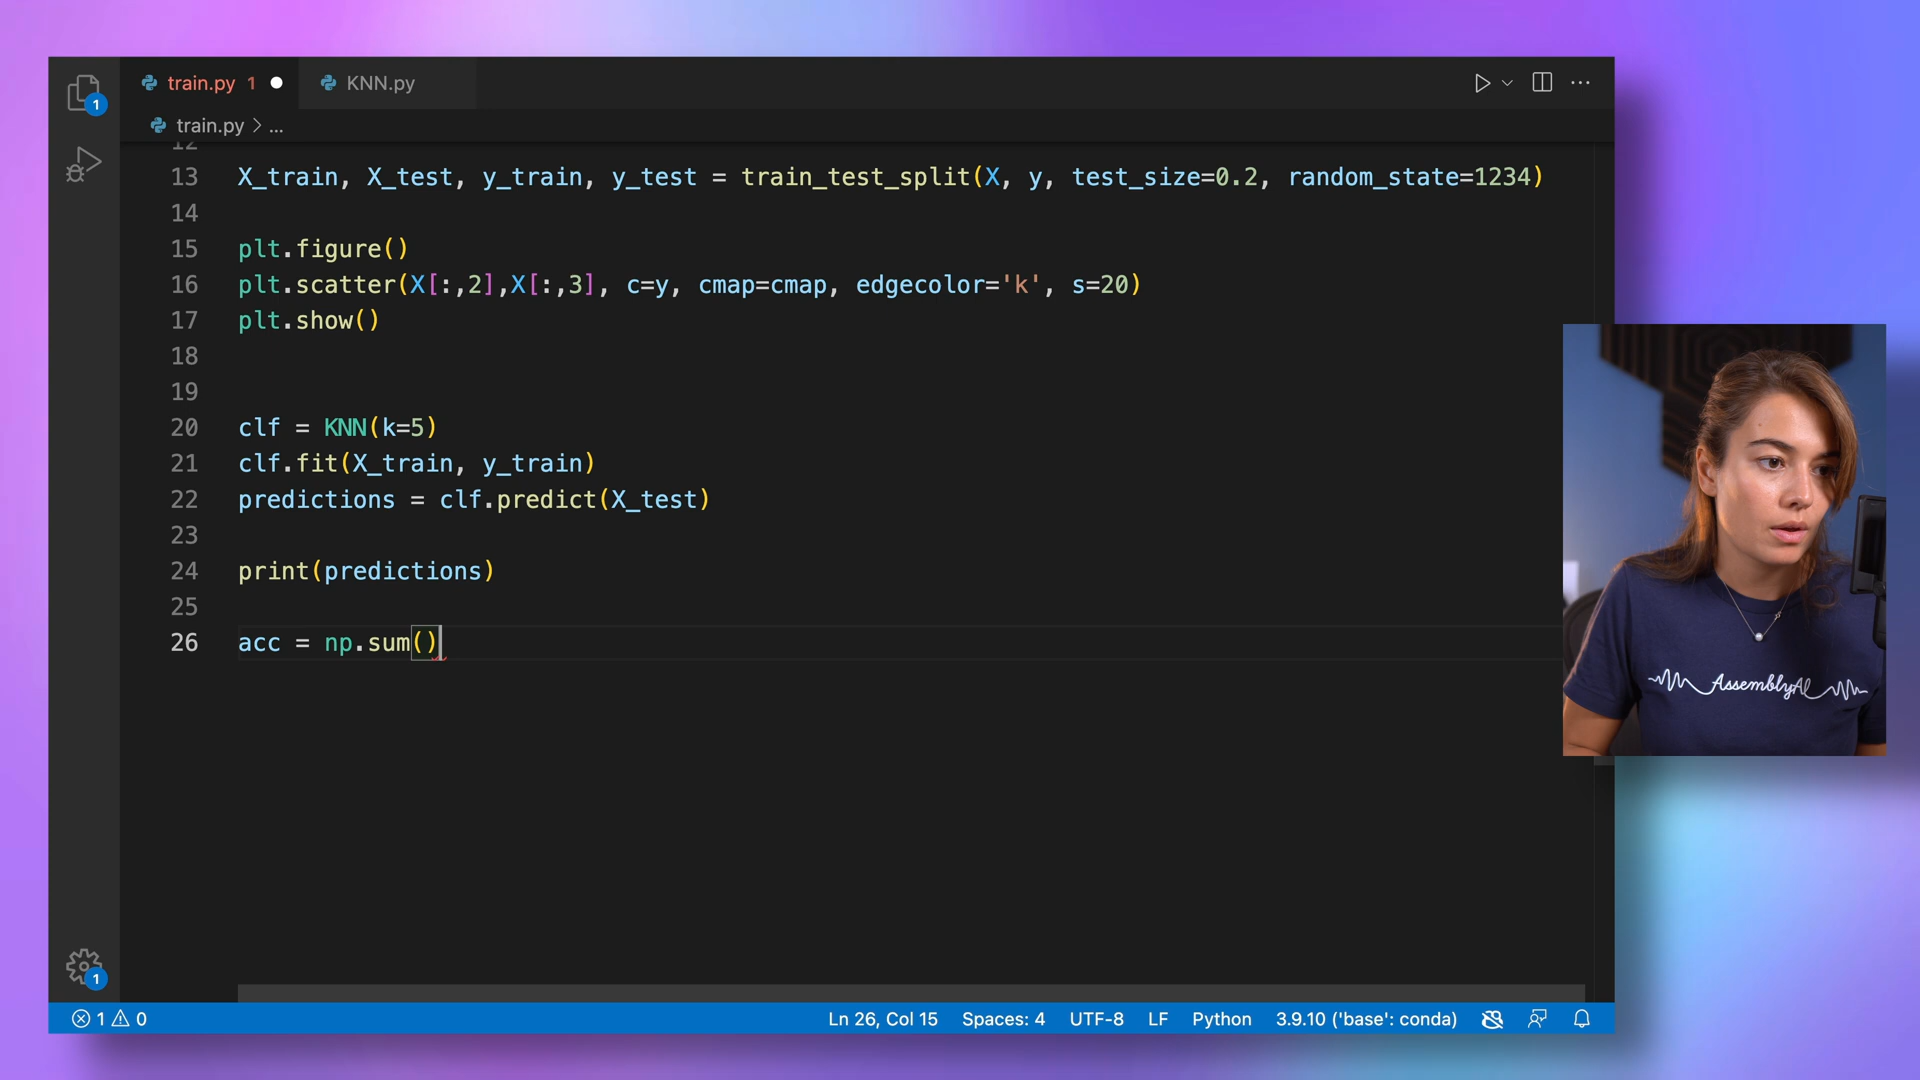 train.py 1
KNN.py
train.py > ...
12
13 X_train, X_test, y_train, y_test = train_test_split(X, y, test_size=0.2, random_state=1234)
14
15 plt.figure()
16 plt.scatter(X[:,2],X[:,3], c=y, cmap=cmap, edgecolor='k', s=20)
17 plt.show()
18
19
20 clf = KNN(k=5)
21 clf.fit(X_train, y_train)
22 predictions = clf.predict(X_test)
23
24 print(predictions)
25
26 acc = np.sum()
1
AssemblyAI
1
1 0 Ln 26, Col 15 Spaces: 4 UTF-8 LF Python 3.9.10 ('base': conda)